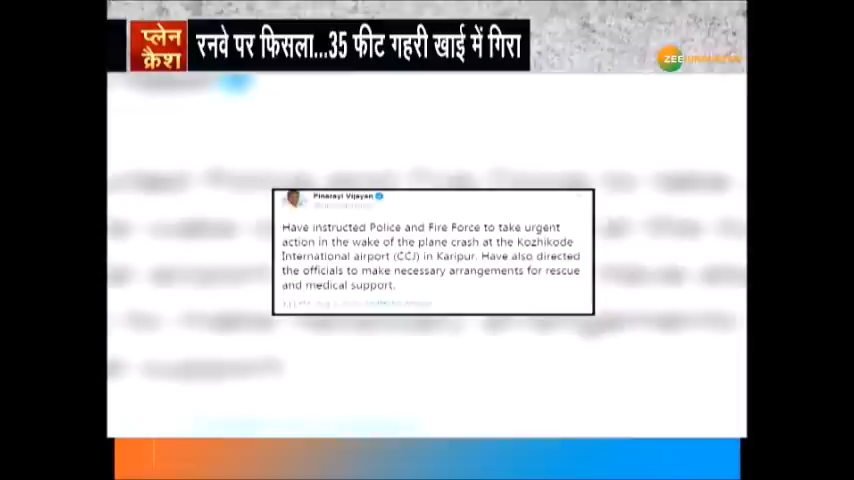 प्लेन
क्रैश
रनवे पर फिसला...35 फीट गहरी खाई में गिरा
ZEE
Pinarayi Vijayan
Have instructed Police and Fire Force to take urgent
action in the wake of the plane crash at the Kozhikode
International airport (CCJ) in Karipur. Have also directed
the officials to make necessary arrangements for rescue
and medical support.